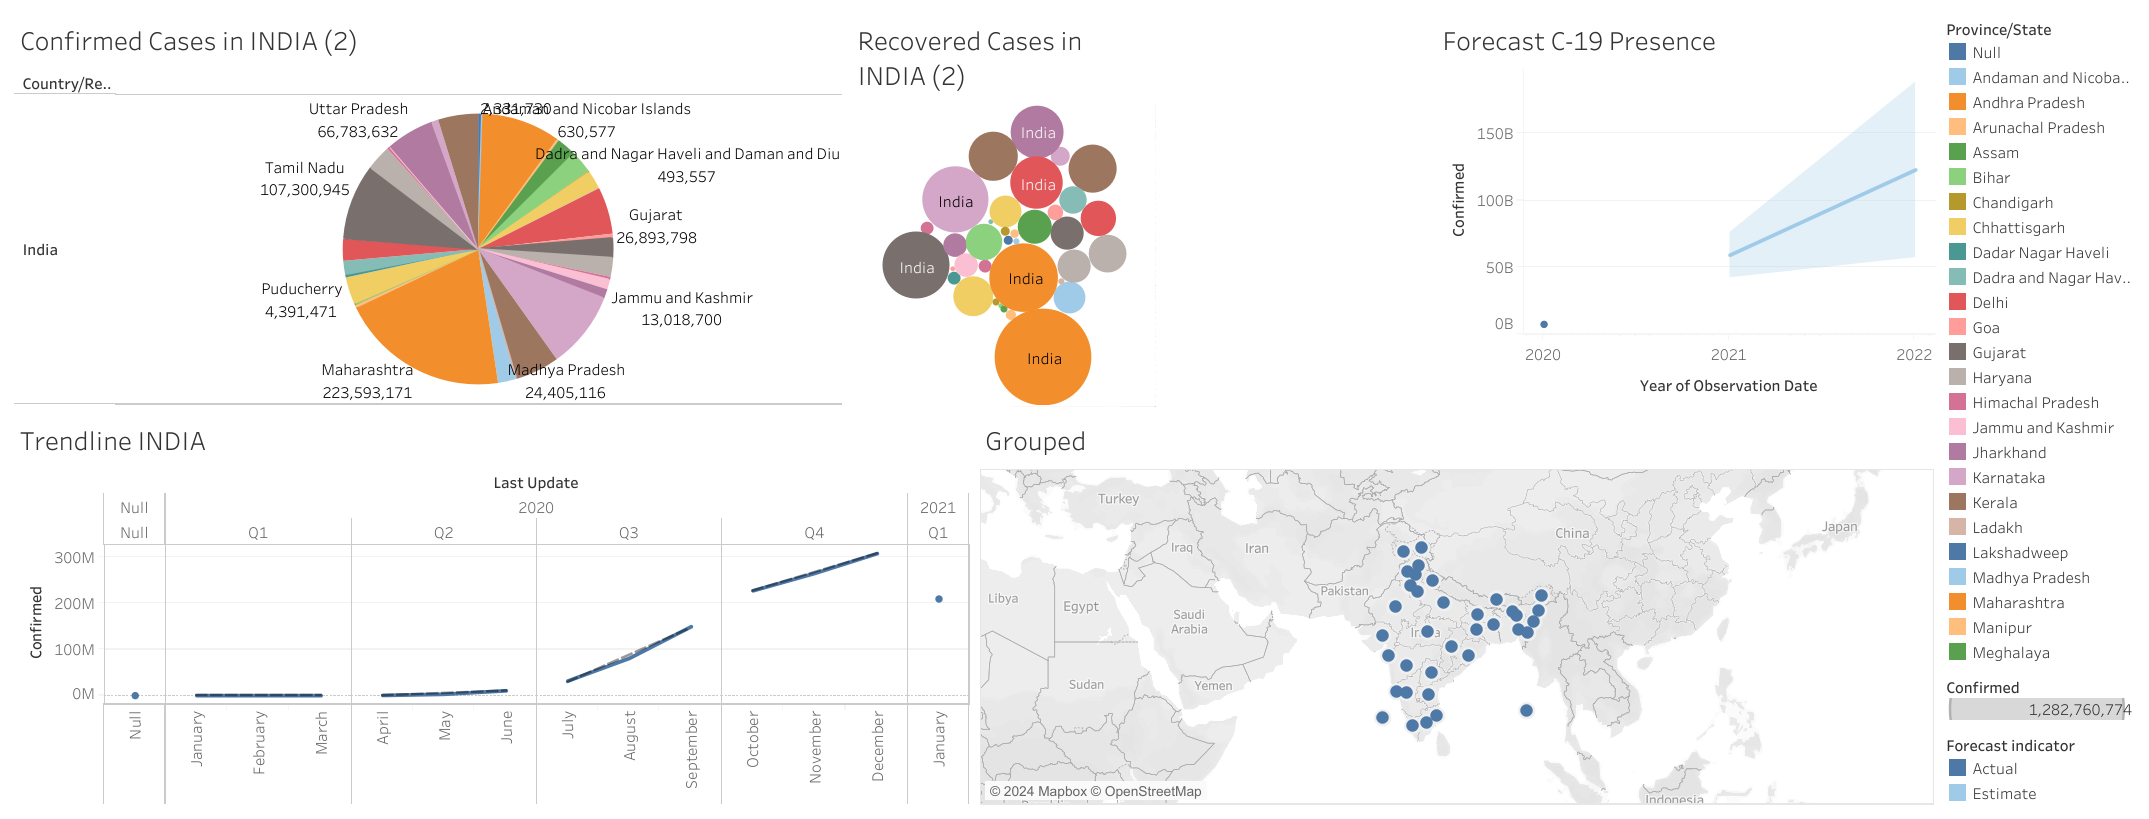 Confirmed Cases in INDIA (2)
Country/Re..
India
Uttar Pradesh
66,783,632
Tamil Nadu
107,300,945
Puducherry
4,391,471
Maharashtra
223,593,171
2,331,730
Andaman and Nicobar Islands
630,577
Dadra and Nagar Haveli and Daman and Diu
493,557
Gujarat
26,893,798
Jammu and Kashmir
13,018,700
Madhya Pradesh
24,405,116
Recovered Cases in
INDIA (2)
India
India
India
India
India
India
Forecast C-19 Presence
Confirmed
150B
100B
50B
0B
2020
2021
2022
Year of Observation Date
Province/State
Null
Andaman and Nicoba..
Andhra Pradesh
Arunachal Pradesh
Assam
Bihar
Chandigarh
Chhattisgarh
Dadar Nagar Haveli
Dadra and Nagar Hav..
Delhi
Goa
Gujarat
Haryana
Himachal Pradesh
Jammu and Kashmir
Jharkhand
Karnataka
Kerala
Ladakh
Lakshadweep
Madhya Pradesh
Maharashtra
Manipur
Meghalaya
Confirmed
1,282,760,774
Forecast indicator
Actual
Estimate
Trendline INDIA
Last Update
Null
2020
2021
Null
Q1
Q2
Q3
Q4
Q1
Confirmed
300M
200M
100M
0M
Null
January
February
March
April
May
June
July
August
September
October
November
December
January
Grouped
Turkey
China
Japan
Iraq
Iran
Libya
Egypt
Pakistan
Saudi
Arabia
India
Sudan
Yemen
Indonesia
© 2024 Mapbox © OpenStreetMap